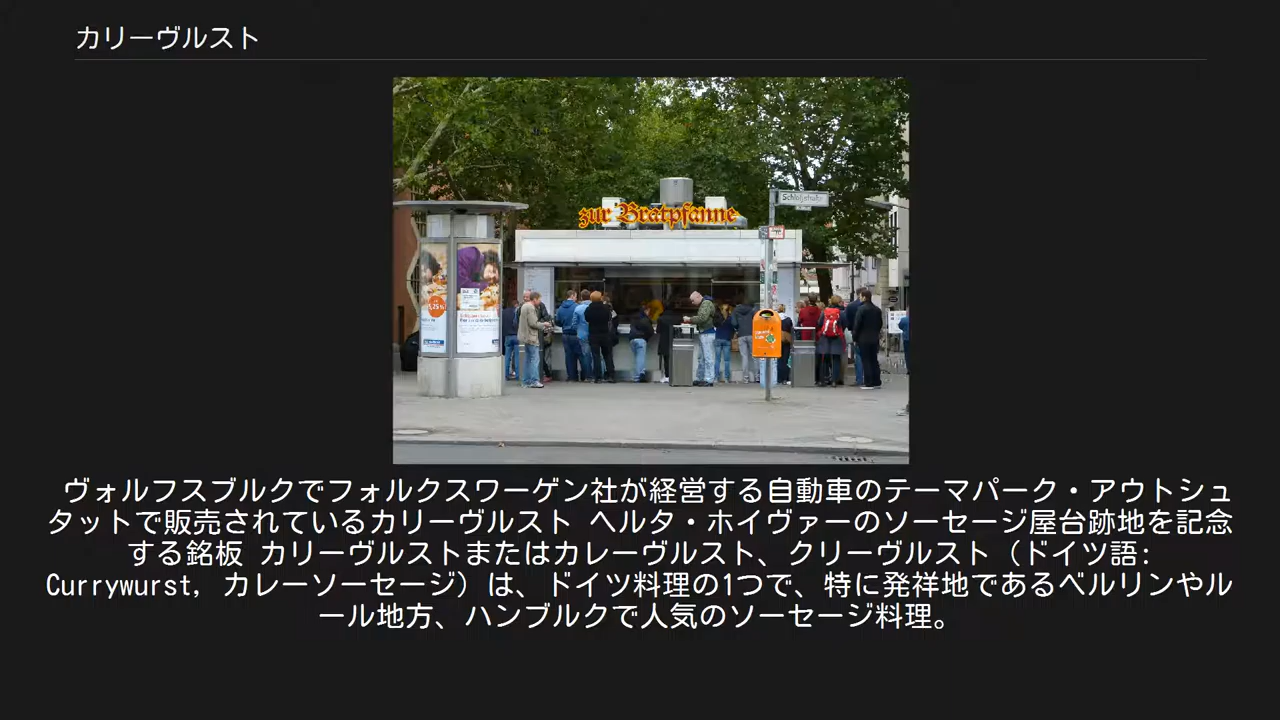 カリーヴルスト
zur Bratpfanne
Schloßstraße
ヴォルフスブルクでフォルクスワーゲン社が経営する自動車のテーマパーク・アウトシュ
タットで販売されているカリーヴルスト ヘルタ・ホイヴァーのソーセージ屋台跡地を記念
する銘板 カリーヴルストまたはカレーヴルスト、クリーヴルスト（ドイツ語:
Currywurst, カレーソーセージ）は、ドイツ料理の1つで、特に発祥地であるベルリンやル
ール地方、ハンブルクで人気のソーセージ料理。